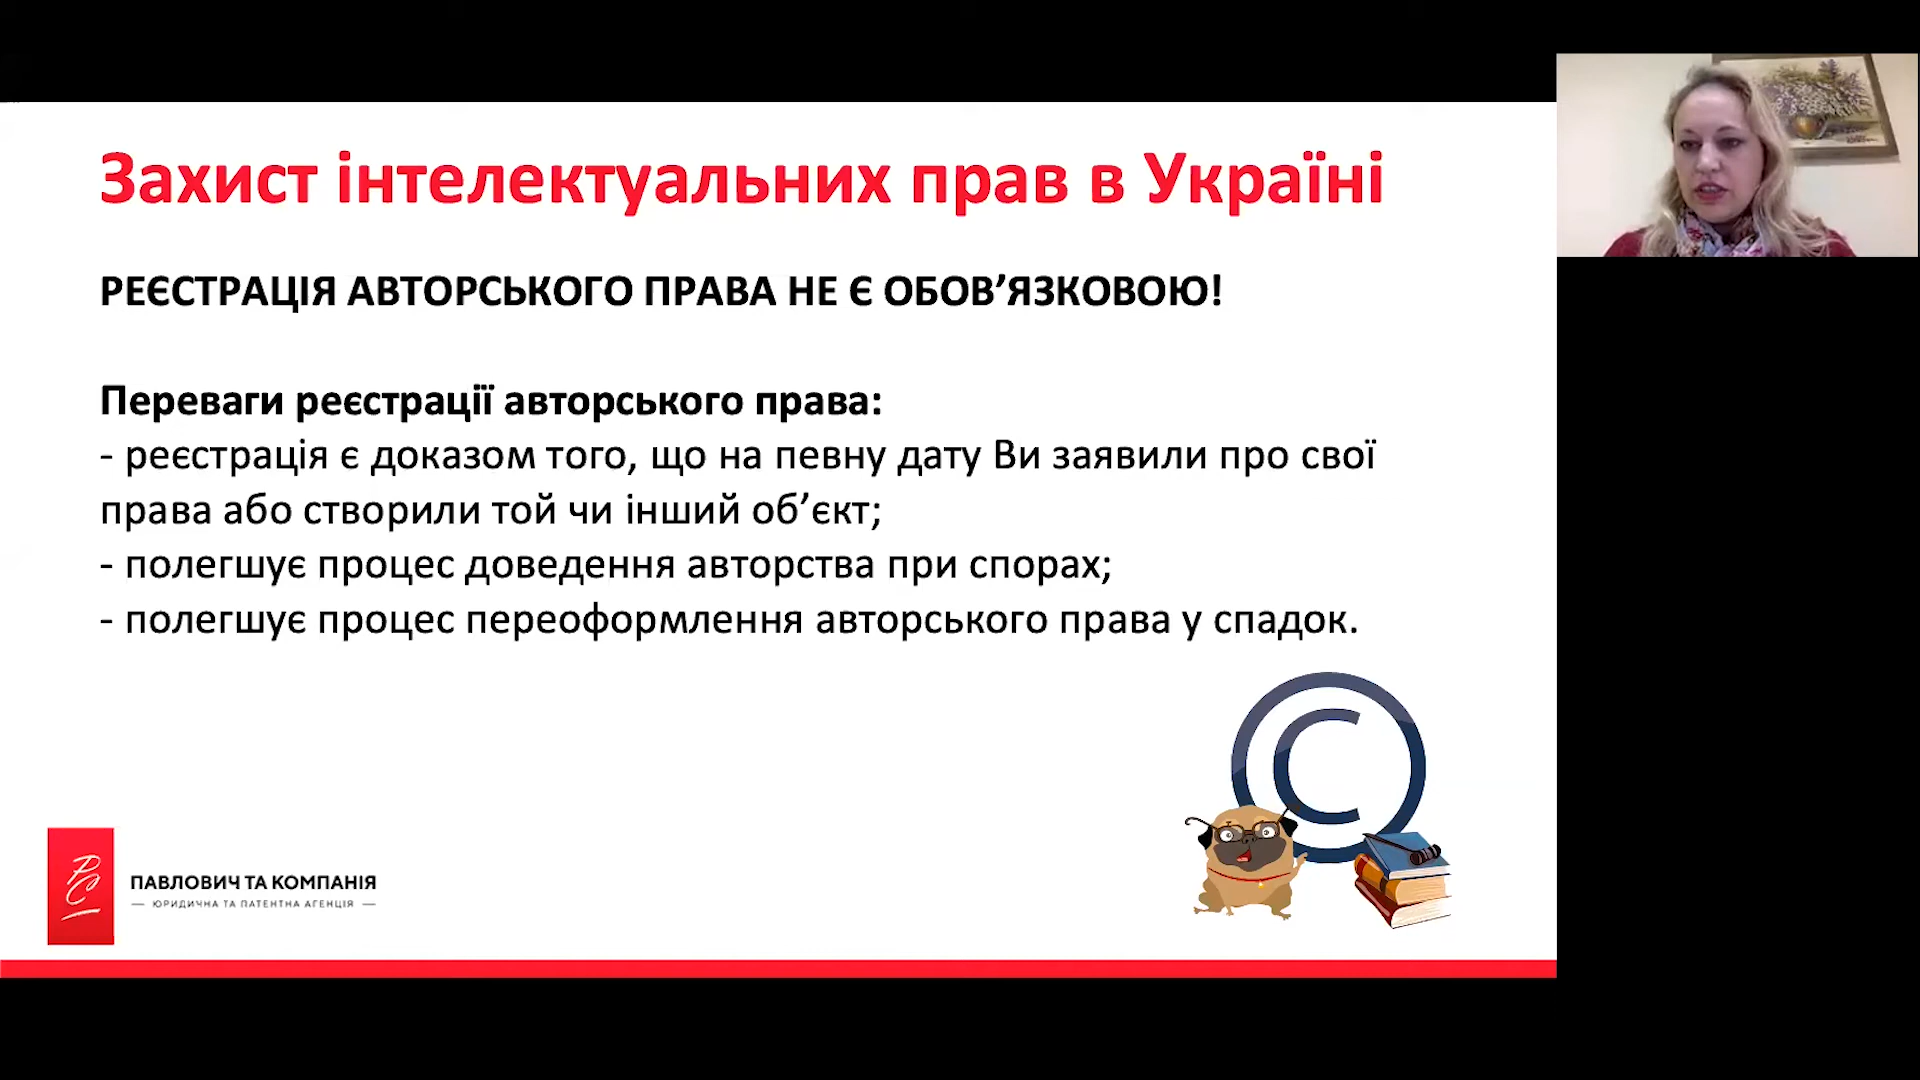 Захист інтелектуальних прав в Україні
РЕЄСТРАЦІЯ АВТОРСЬКОГО ПРАВА НЕ Є ОБОВ’ЯЗКОВОЮ!
Переваги реєстрації авторського права:
- реєстрація є доказом того, що на певну дату Ви заявили про свої
права або створили той чи інший об’єкт;
- полегшує процес доведення авторства при спорах;
- полегшує процес переоформлення авторського права у спадок.
©
ПАВЛОВИЧ ТА КОМПАНІЯ
— ЮРИДИЧНА ТА ПАТЕНТНА АГЕНЦІЯ —